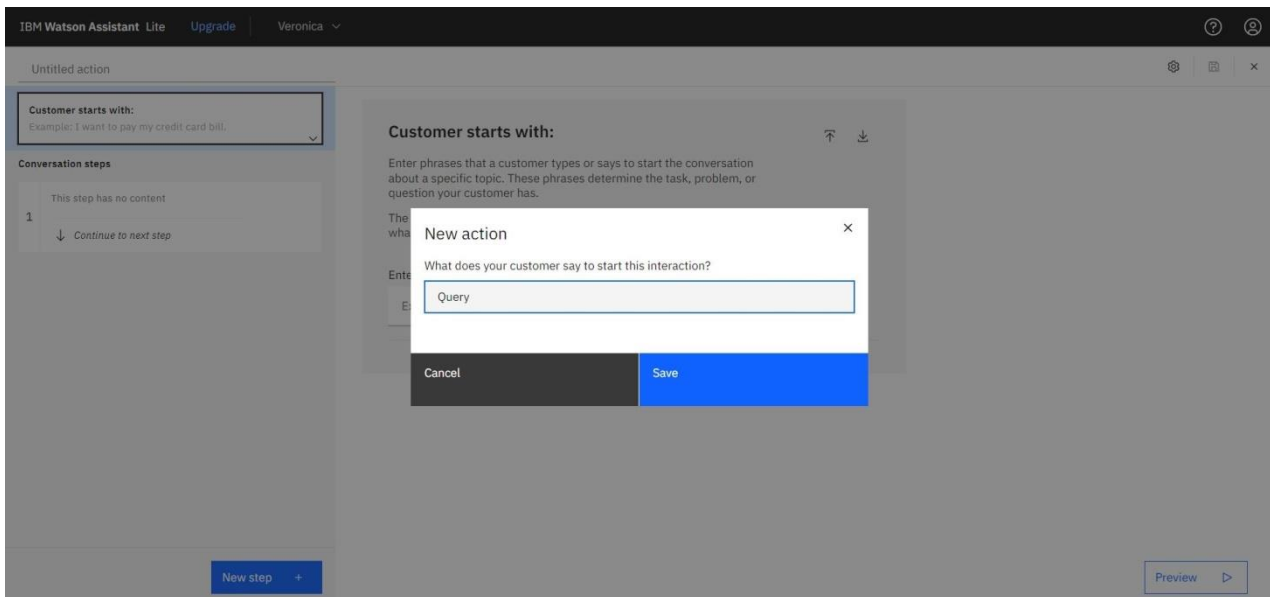 IBM Watson Assistant Lite Upgrade Veronica
Untitled action
Customer starts with:
Example: I want to pay my credit card bill.
Conversation steps
1
This step has no content
Continue to next step
New step +
Customer starts with:
Enter phrases that a customer types or says to start the conversation
about a specific topic. These phrases determine the task, problem, or
question your customer has.
The
New action
What does your customer say to start this interaction?
Query
Cancel
Save
Preview